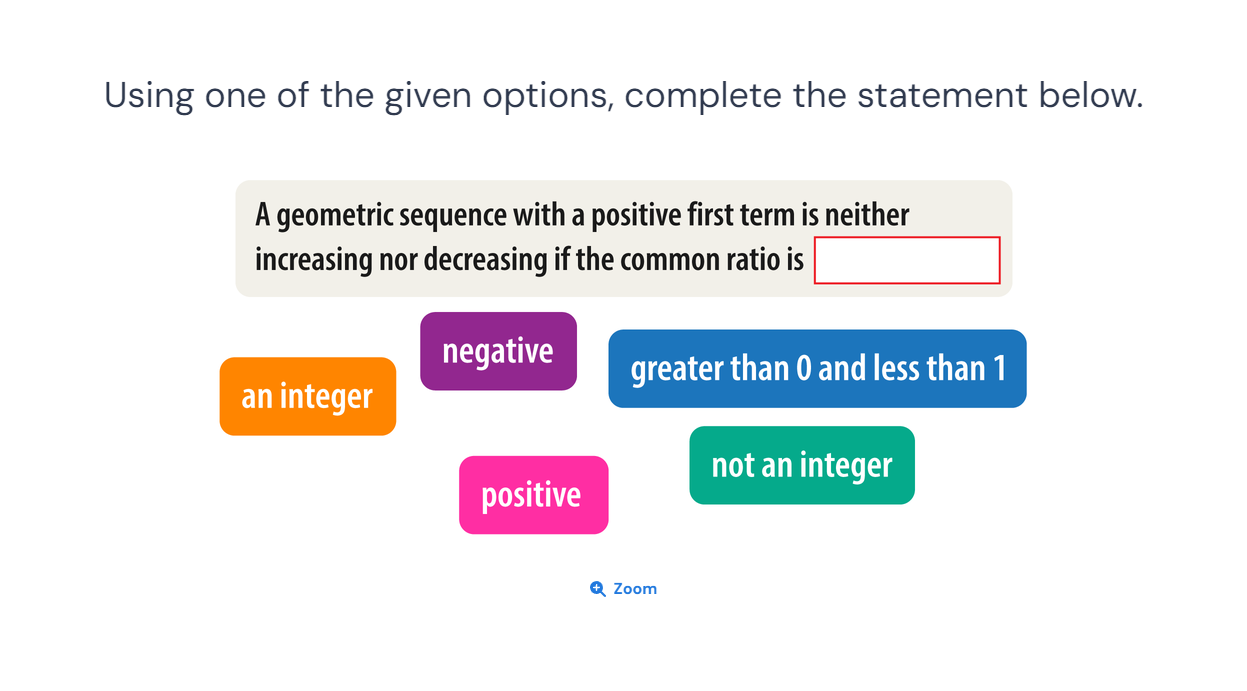 Using one of the given options, complete the statement below.
A geometric sequence with a positive first term is neither
increasing nor decreasing if the common ratio is
negative
greater than 0 and less than 1
an integer
not an integer
positive
Zoom